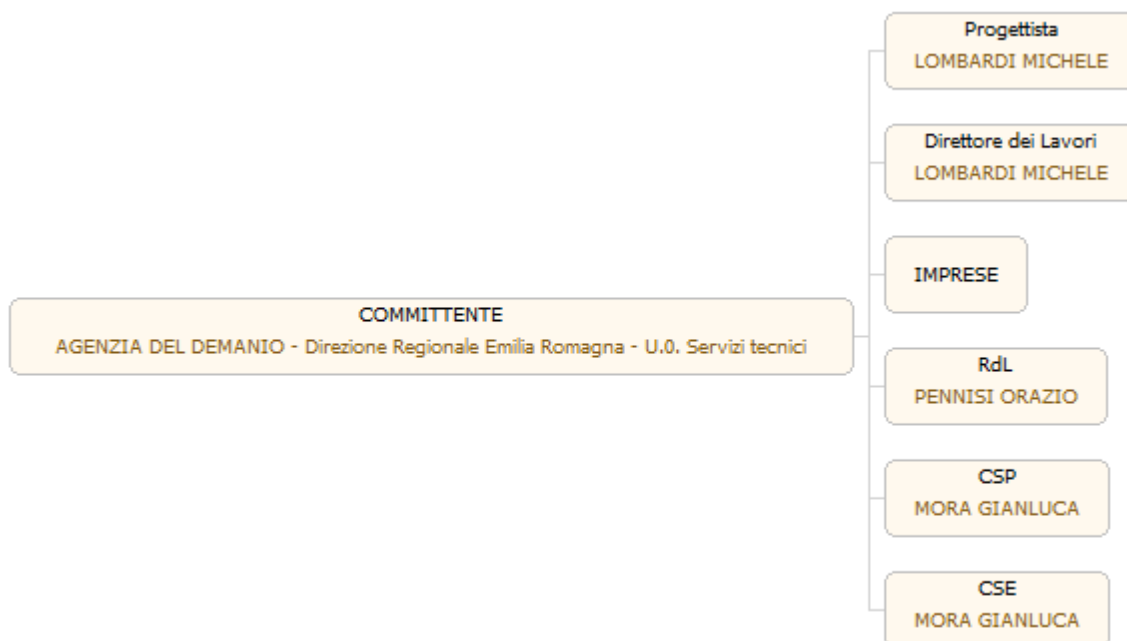 Progettista
LOMBARDI MICHELE
Direttore dei Lavori
LOMBARDI MICHELE
IMPRESE
COMMITTENTE
AGENZIA DEL DEMANIO - Direzione Regionale Emilia Romagna - U.0. Servizi tecnici
RdL
PENNISI ORAZIO
CSP
MORA GIANLUCA
CSE
MORA GIANLUCA